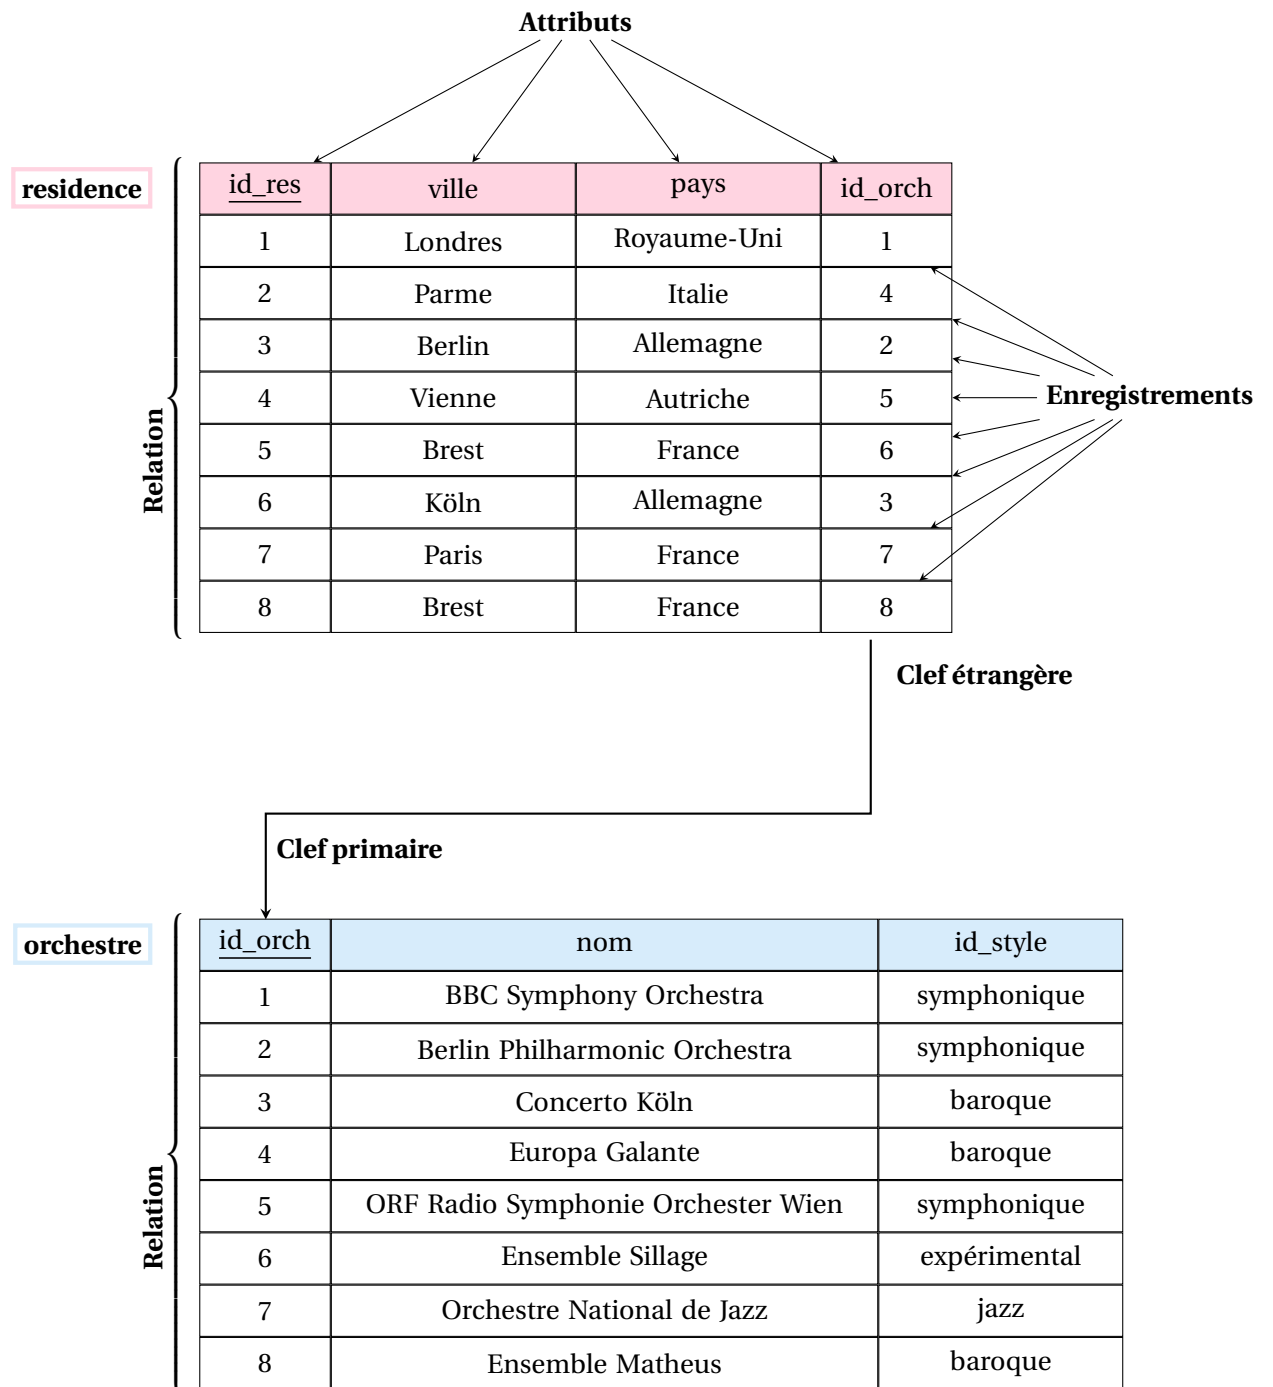 Attributs
residence
id_res ville pays id_orch
1 Londres Royaume-Uni 1
2 Parme Italie 4
3 Berlin Allemagne 2
4 Vienne Autriche 5
Enregistrements
5 Brest France 6
6 Köln Allemagne 3
7 Paris France 7
8 Brest France 8
Relation
Clef étrangère
Clef primaire
orchestre
id_orch nom id_style
1 BBC Symphony Orchestra symphonique
2 Berlin Philharmonic Orchestra symphonique
3 Concerto Köln baroque
4 Europa Galante baroque
5 ORF Radio Symphonie Orchester Wien symphonique
6 Ensemble Sillage expérimental
7 Orchestre National de Jazz jazz
8 Ensemble Matheus baroque
Relation